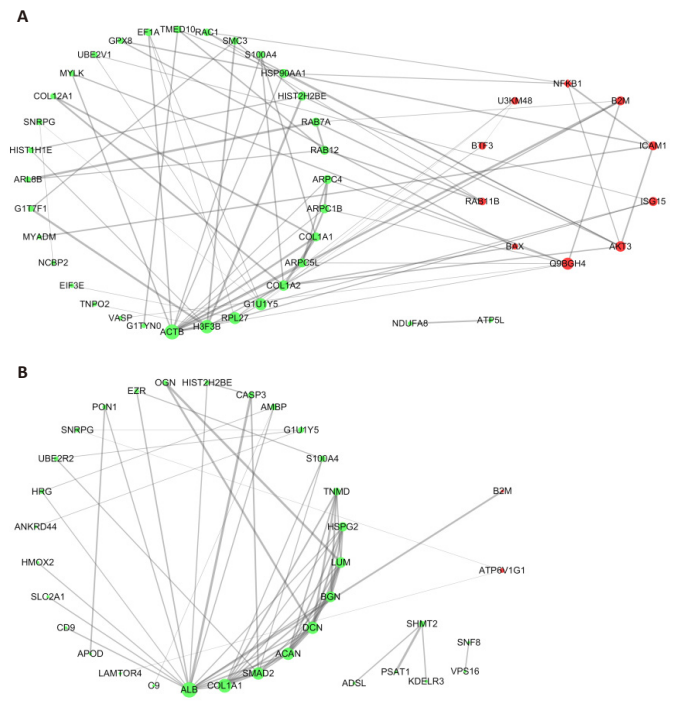 A
EF1A TMED10 RAC1
GPX8 SMC3
UBE2V1 S100A4
MYLK HSP90AA1 NFKB1
COL12A1 HIST2H2BE U3KM48 B2M
SNRPG RAB7A
HIST1H1E RAB12 BTF3 ICAM1
ARL8B ARPC4
G1T7F1 ARPC1B RAB11B ISG15
MYADM COL1A1
NCBP2 ARPC5L BAX AKT3
Q9BGH4
EIF3E COL1A2
TNPO2 G1U1Y5
VASP RPL27
G1TYN0 ACTB H3F3B NDUFA8 ATP5L
B
OGN HIST2H2BE
EZR CASP3
PON1 AMBP
SNRPG G1U1Y5
UBE2R2 S100A4
HRG TNMD B2M
ANKRD44 HSPG2
HMOX2 LUM ATP6V1G1
SLC2A1 BGN
CD9 DCN SHMT2
APOD ACAN SNF8
LAMTOR4 SMAD2 PSAT1 VPS16
C9 ALB COL1A1 ADSL KDELR3